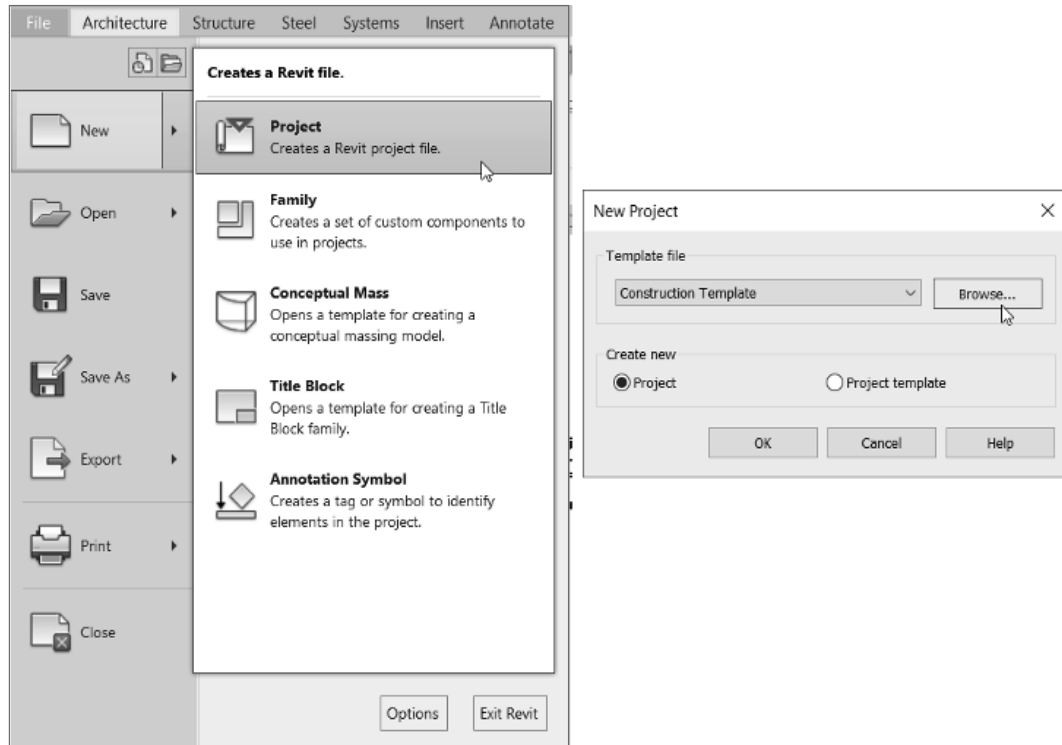 File Architecture Structure Steel Systems Insert Annotate
Creates a Revit file.
New
Open
Save
Save As
Export
Print
Close
Project
Creates a Revit project file.
Family
Creates a set of custom components to
use in projects.
Conceptual Mass
Opens a template for creating a
conceptual massing model.
Title Block
Opens a template for creating a Title
Block family.
Annotation Symbol
Creates a tag or symbol to identify
elements in the project.
Options Exit Revit
New Project
Template file
Construction Template Browse...
Create new
Project Project template
OK Cancel Help